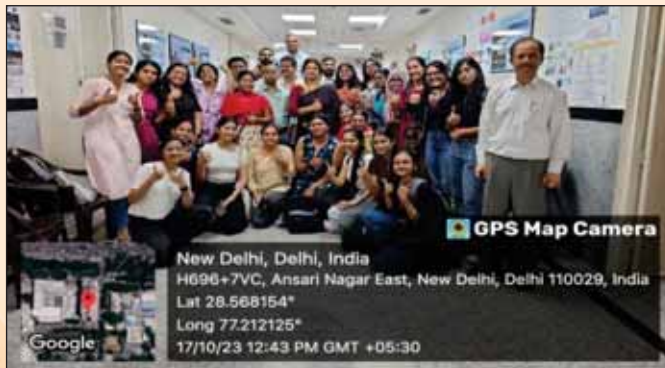 GPS Map Camera
New Delhi, Delhi, India
H696+7VC, Ansari Nagar East, New Delhi, Delhi 110029, India
Lat 28.568154°
Long 77.212125°
17/10/23 12:43 PM GMT +05:30
Google